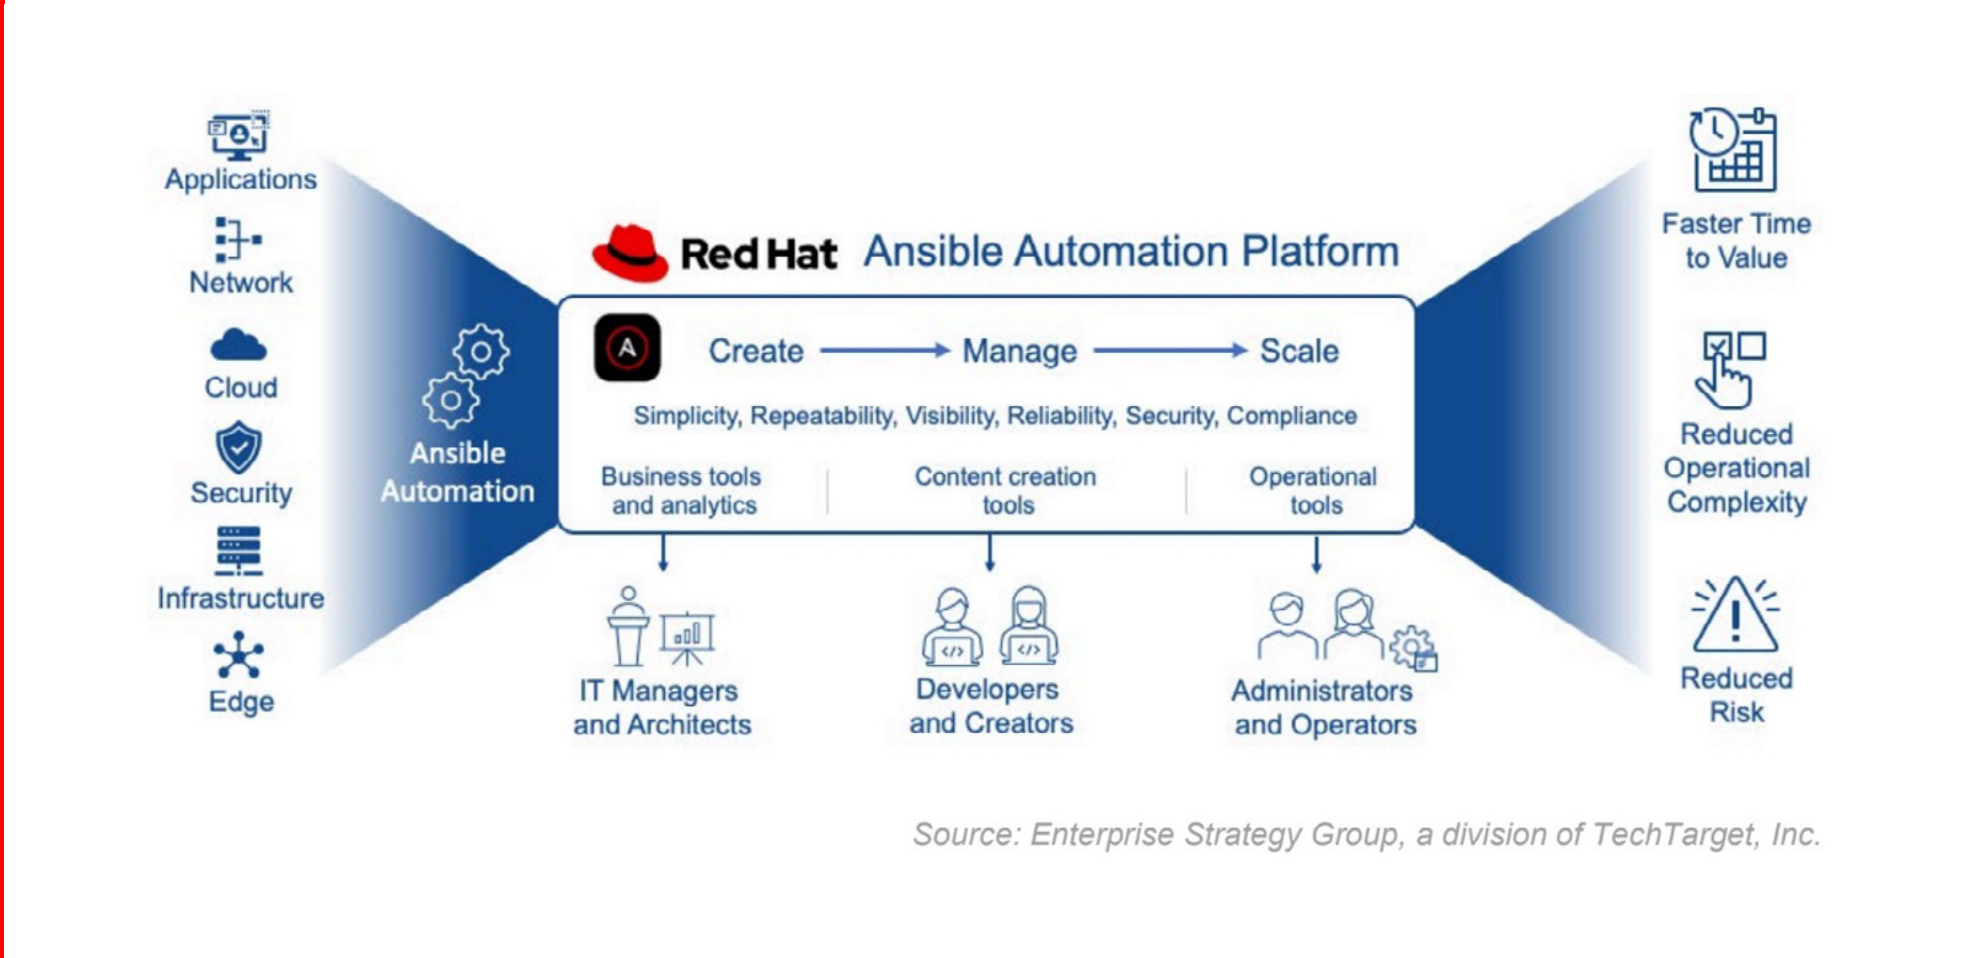 Applications
Network
Cloud
Security
Infrastructure
Edge
Ansible
Automation
Red Hat Ansible Automation Platform
A
Create Manage Scale
Simplicity, Repeatability, Visibility, Reliability, Security, Compliance
Business tools
and analytics
Content creation
tools
Operational
tools
</>
</>
IT Managers
and Architects
Developers
and Creators
Administrators
and Operators
Faster Time
to Value
Reduced
Operational
Complexity
Reduced
Risk
Source: Enterprise Strategy Group, a division of TechTarget, Inc.